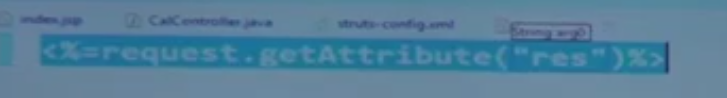 index.jsp CalController.java struts-config.xml
String arg0
<%=request.getAttribute("res")%>